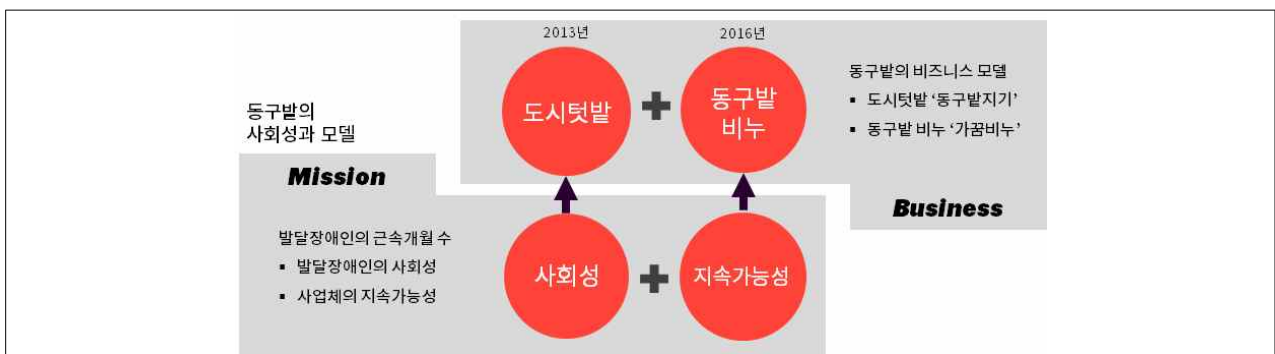 2013년
2016년
도시텃밭
동구밭
비누
동구밭의 비즈니스 모델
▪ 도시텃밭 ‘동구밭지기’
▪ 동구밭 비누 ‘가꿈비누’
Business
동구밭의
사회성과 모델
Mission
발달장애인의 근속개월 수
▪ 발달장애인의 사회성
▪ 사업체의 지속가능성
사회성
지속가능성